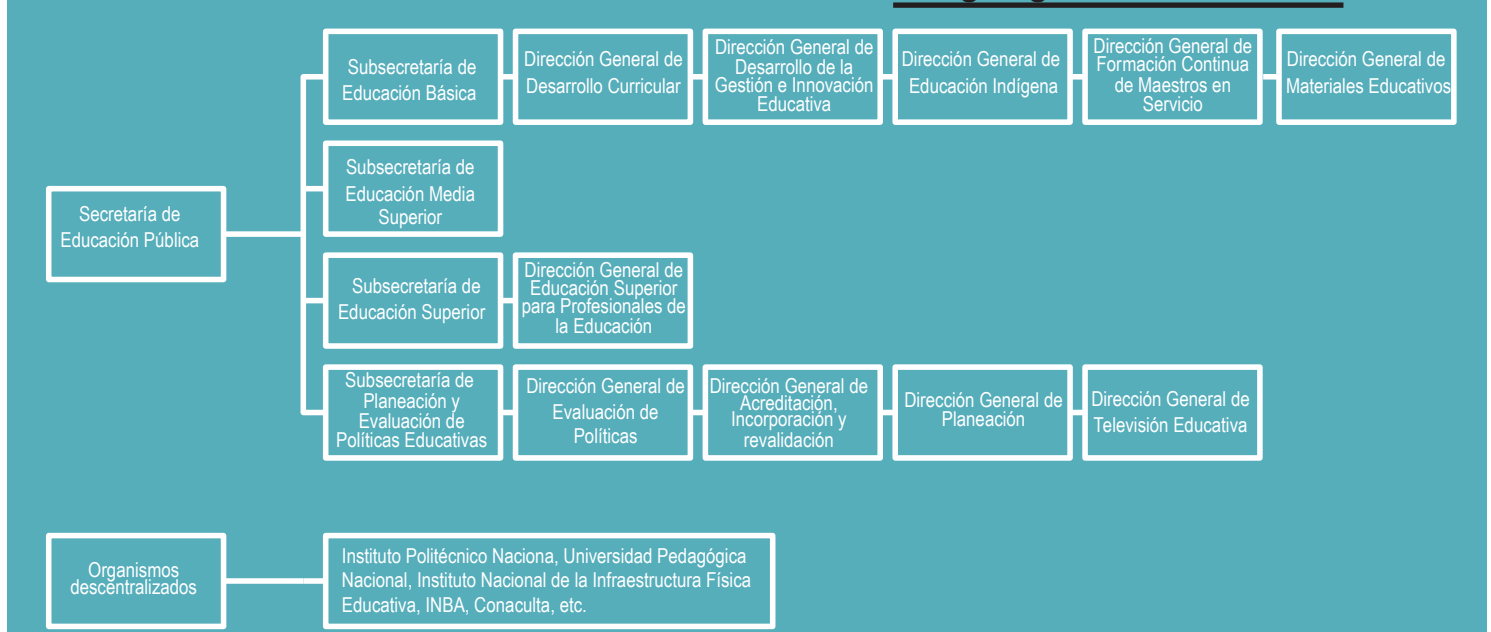 Subsecretaría de
Educación Básica
Dirección General de
Desarrollo Curricular
Dirección General de
Desarrollo de la
Gestión e Innovación
Educativa
Dirección General de
Educación Indígena
Dirección General de
Formación Continua
de Maestros en
Servicio
Dirección General de
Materiales Educativos
Subsecretaría de
Educación Media
Superior
Secretaría de
Educación Pública
Subsecretaría de
Educación Superior
Dirección General de
Educación Superior
para Profesionales de
la Educación
Subsecretaría de
Planeación y
Evaluación de
Políticas Educativas
Dirección General de
Evaluación de
Políticas
Dirección General de
Acreditación,
Incorporación y
revalidación
Dirección General de
Planeación
Dirección General de
Televisión Educativa
Organismos
descentralizados
Instituto Politécnico Naciona, Universidad Pedagógica
Nacional, Instituto Nacional de la Infraestructura Física
Educativa, INBA, Conaculta, etc.